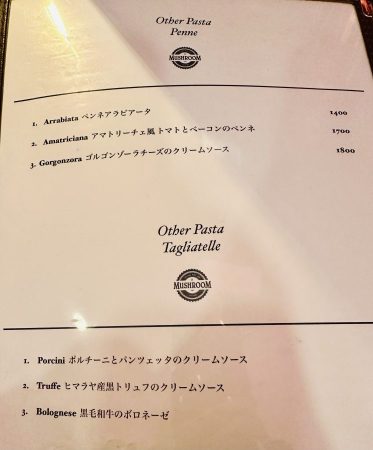 Other Pasta
Penne
MUSHROOM
1. Arrabiata ペンネアラビアータ 1400
2. Amatriciana アマトリーチェ風 トマトとベーコンのペンネ 1700
3. Gorgonzora ゴルゴンゾーラチーズのクリームソース 1800
Other Pasta
Tagliatelle
MUSHROOM
1. Porcini ポルチーニとパンツェッタのクリームソース
2. Truffe ヒマラヤ産黒トリュフのクリームソース
3. Bolognese 黒毛和牛のボロネーゼ